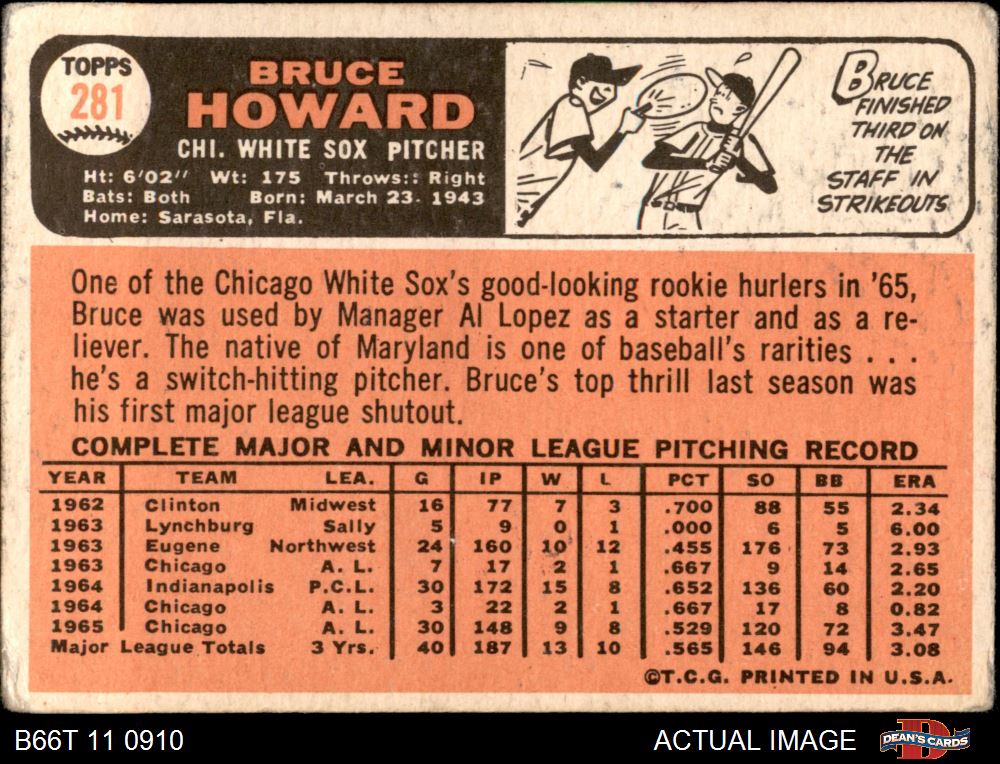 TOPPS
281
BRUCE
HOWARD
CHI. WHITE SOX PITCHER
Ht: 6'02" Wt: 175 Throws:: Right
Bats: Both Born: March 23- 1943
Home: Sarasota, Fla.
BRUCE
FINISHED
THIRD ON
THE
STAFF IN
STRIKEOUTS
One of the Chicago White Sox's good-looking rookie hurlers in '65,
Bruce was used by Manager Al Lopez as a starter and as a re-
liever. The native of Maryland is one of baseball's rarities . . .
he's a switch-hitting pitcher. Bruce's top thrill last season was
his first major league shutout.
COMPLETE MAJOR AND MINOR LEAGUE PITCHING RECORD
YEAR TEAM LEA. G IP W L PCT SO BB ERA
1962 Clinton Midwest 16 77 7 3 .700 88 55 2.34
1963 Lynchburg Sally 5 9 0 1 .000 6 5 6.00
1963 Eugene Northwest 24 160 10 12 .455 176 73 2.93
1963 Chicago A. L. 7 17 2 1 .667 9 14 2.65
1964 Indianapolis P.C.L. 30 172 15 8 .652 136 60 2.20
1964 Chicago A. L. 3 22 2 1 .667 17 8 0.82
1965 Chicago A. L. 30 148 9 8 .529 120 72 3.47
Major League Totals 3 Yrs. 40 187 13 10 .565 146 94 3.08
©T.C.G. PRINTED IN U.S.A.
B66T 11 0910
ACTUAL IMAGE
D
DEAN'S CARDS